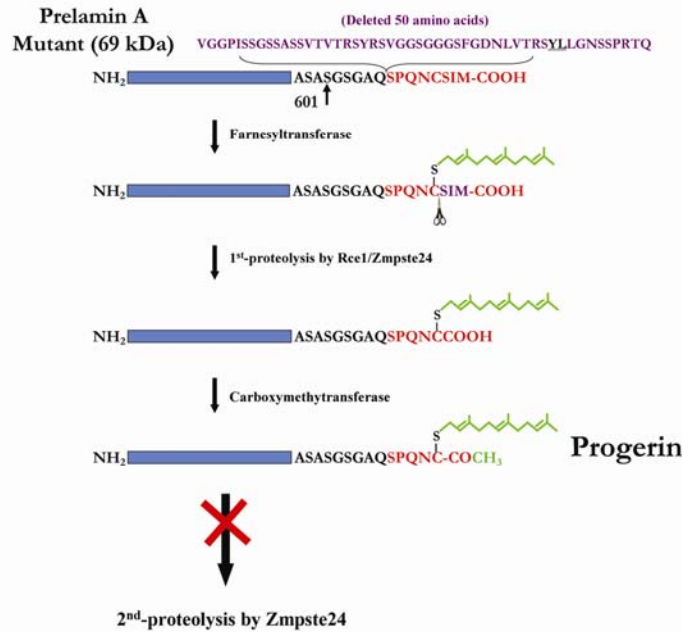 Prelamin A
Mutant (69 kDa)
(Deleted 50 amino acids)
VGGPISSGSSASSVTVTRSYRSVGGSGGGSFGDNLVTRSYLLGNSSPRTQ
NH2 ASASGSGAQSPQNCSIM-COOH
601
Farnesyltransferase
S
NH2 ASASGSGAQSPQNCSIM-COOH
1st-proteolysis by Rce1/Zmpste24
S
NH2 ASASGSGAQSPQNCCOOH
Carboxymethytransferase
S
NH2 ASASGSGAQSPQNC-COCH3
Progerin
2nd-proteolysis by Zmpste24